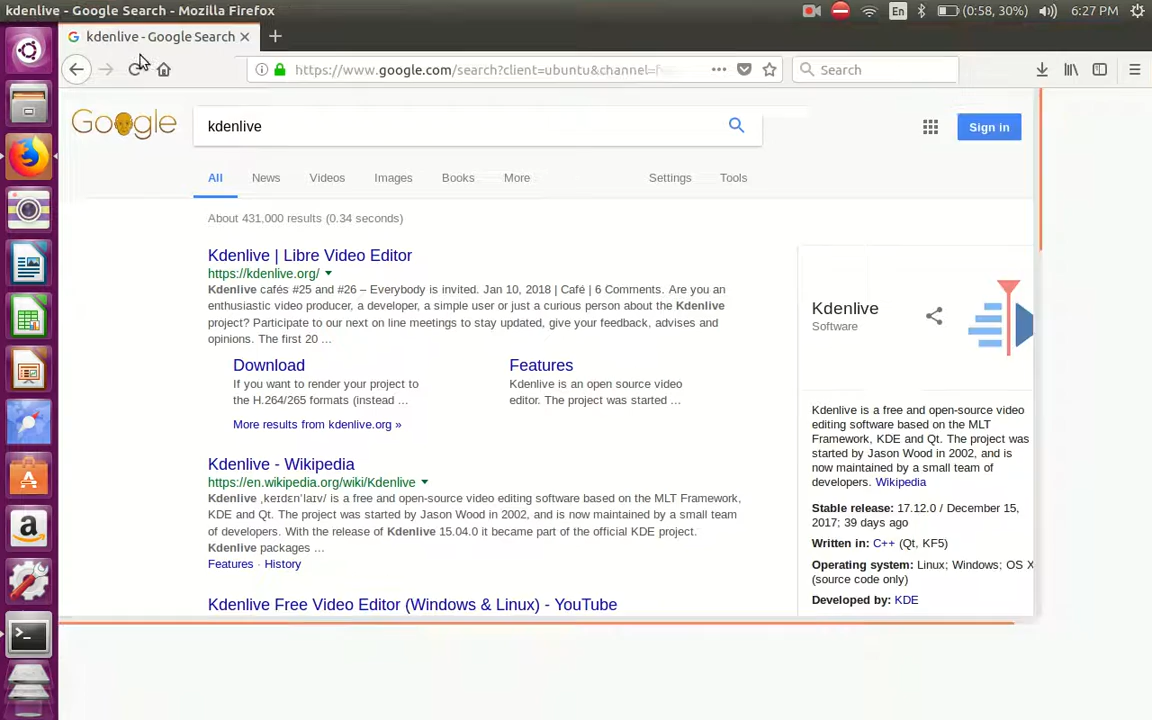 kdenlive - Google Search - Mozilla Firefox
En (0:58, 30%) 6:27 PM
kdenlive - Google Search
https://www.google.com/search?client=ubuntu&channel=f
Search
Google
kdenlive
Sign in
All News Videos Images Books More Settings Tools
About 431,000 results (0.34 seconds)
Kdenlive | Libre Video Editor
https://kdenlive.org/
Kdenlive cafés #25 and #26 – Everybody is invited. Jan 10, 2018 | Café | 6 Comments. Are you an
enthusiastic video producer, a developer, a simple user or just a curious person about the Kdenlive
project? Participate to our next on line meetings to stay updated, give your feedback, advises and
opinions. The first 20 ...
Download
If you want to render your project to
the H.264/265 formats (instead ...
Features
Kdenlive is an open source video
editor. The project was started ...
More results from kdenlive.org »
Kdenlive - Wikipedia
https://en.wikipedia.org/wiki/Kdenlive
Kdenlive ˌkeɪdɛnˈlaɪv/ is a free and open-source video editing software based on the MLT Framework,
KDE and Qt. The project was started by Jason Wood in 2002, and is now maintained by a small team
of developers. With the release of Kdenlive 15.04.0 it became part of the official KDE project.
Kdenlive packages ...
Features · History
Kdenlive Free Video Editor (Windows & Linux) - YouTube
Kdenlive
Software
Kdenlive is a free and open-source video
editing software based on the MLT
Framework, KDE and Qt. The project was
started by Jason Wood in 2002, and is
now maintained by a small team of
developers. Wikipedia
Stable release: 17.12.0 / December 15,
2017; 39 days ago
Written in: C++ (Qt, KF5)
Operating system: Linux; Windows; OS X
(source code only)
Developed by: KDE